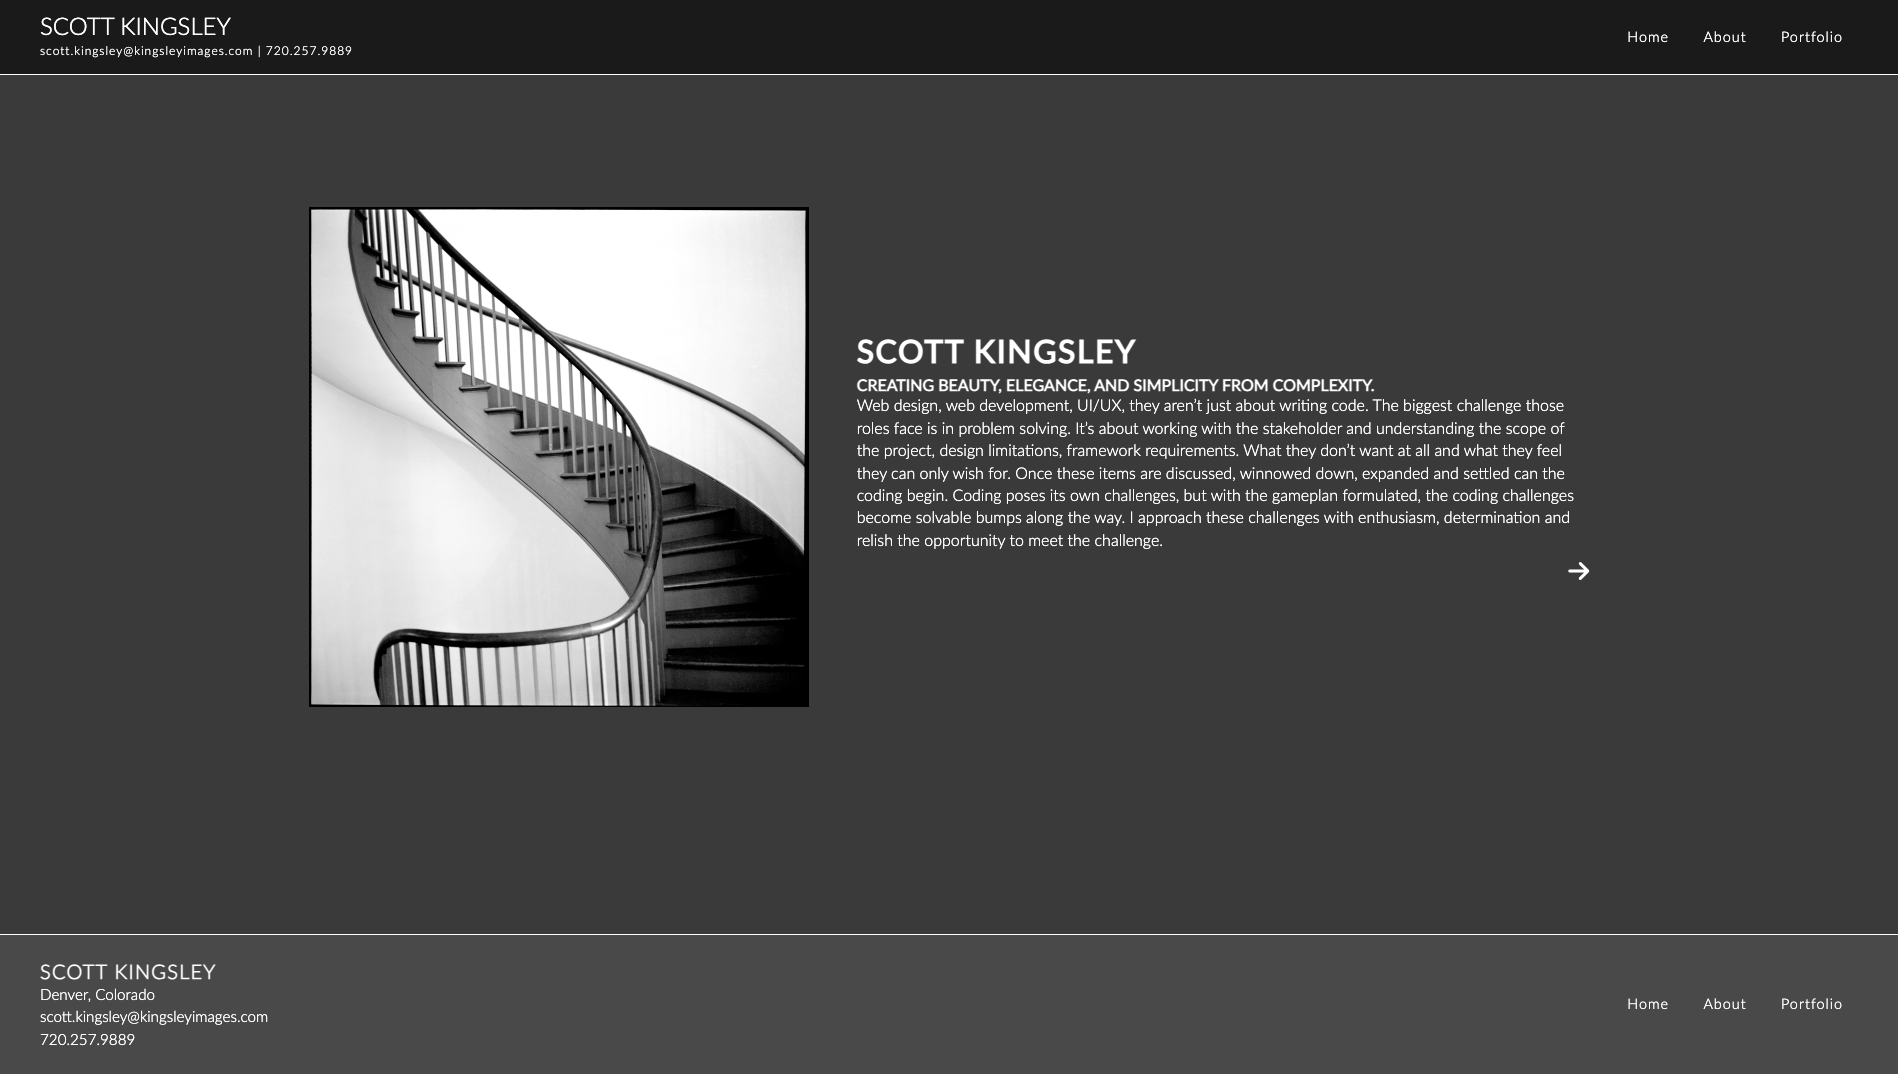 SCOTT KINGSLEY
scott.kingsley@kingsleyimages.com | 720.257.9889
Home About Portfolio
SCOTT KINGSLEY
CREATING BEAUTY, ELEGANCE, AND SIMPLICITY FROM COMPLEXITY.
Web design, web development, UI/UX, they aren’t just about writing code. The biggest challenge those
roles face is in problem solving. It’s about working with the stakeholder and understanding the scope of
the project, design limitations, framework requirements. What they don’t want at all and what they feel
they can only wish for. Once these items are discussed, winnowed down, expanded and settled can the
coding begin. Coding poses its own challenges, but with the gameplan formulated, the coding challenges
become solvable bumps along the way. I approach these challenges with enthusiasm, determination and
relish the opportunity to meet the challenge.
SCOTT KINGSLEY
Denver, Colorado
scott.kingsley@kingsleyimages.com
720.257.9889
Home About Portfolio